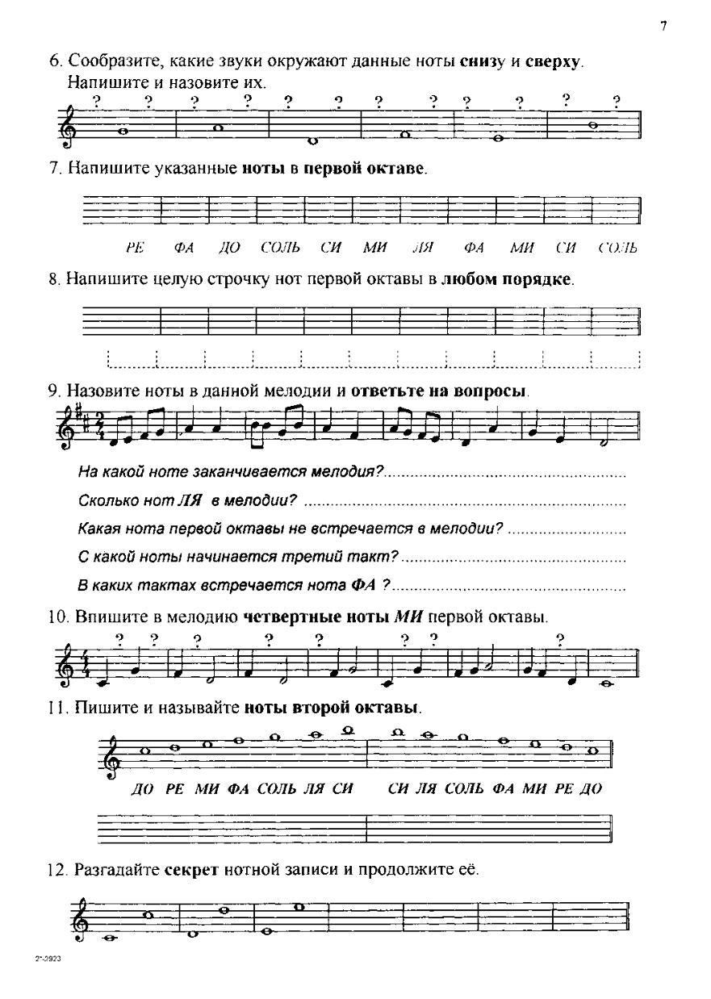 7
6. Сообразите, какие звуки окружают данные ноты снизу и сверху.
Напишите и назовите их.
? ? ? ? ? ? ? ? ? ? ? ?
7. Напишите указанные ноты в первой октаве.
РЕ ФА ДО СОЛЬ СИ МИ ЛЯ ФА МИ СИ СОЛЬ
8. Напишите целую строчку нот первой октавы в любом порядке.
9. Назовите ноты в данной мелодии и ответьте на вопросы.
2
4
На какой ноте заканчивается мелодия?
Сколько нот ЛЯ в мелодии?
Какая нота первой октавы не встречается в мелодии?
С какой ноты начинается третий такт?
В каких тактах встречается нота ФА ?
10. Впишите в мелодию четвертные ноты МИ первой октавы.
? ? ? ? ? ? ? ?
4
4
11. Пишите и называйте ноты второй октавы.
ДО РЕ МИ ФА СОЛЬ ЛЯ СИ СИ ЛЯ СОЛЬ ФА МИ РЕ ДО
12. Разгадайте секрет нотной записи и продолжите её.
2*-2923